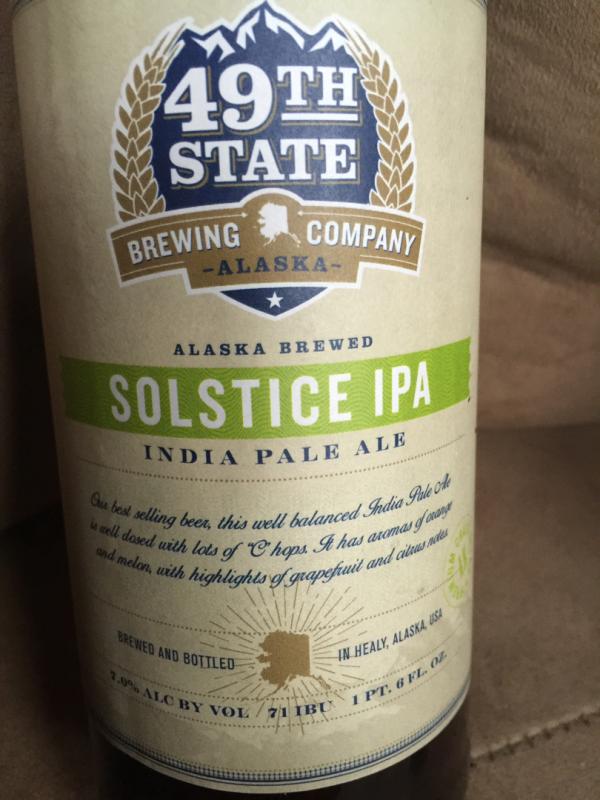 49TH
STATE
BREWING COMPANY
-ALASKA-
ALASKA BREWED
SOLSTICE IPA
INDIA PALE ALE
Our best selling beer, this well balanced India Pale Ale
is well dosed with lots of "C" hops. It has aromas of orange
and melon, with highlights of grapefruit and citrus notes.
BREWED AND BOTTLED IN HEALY, ALASKA, USA
7.0% ALC BY VOL 71 IBU 1 PT. 6 FL. OZ.